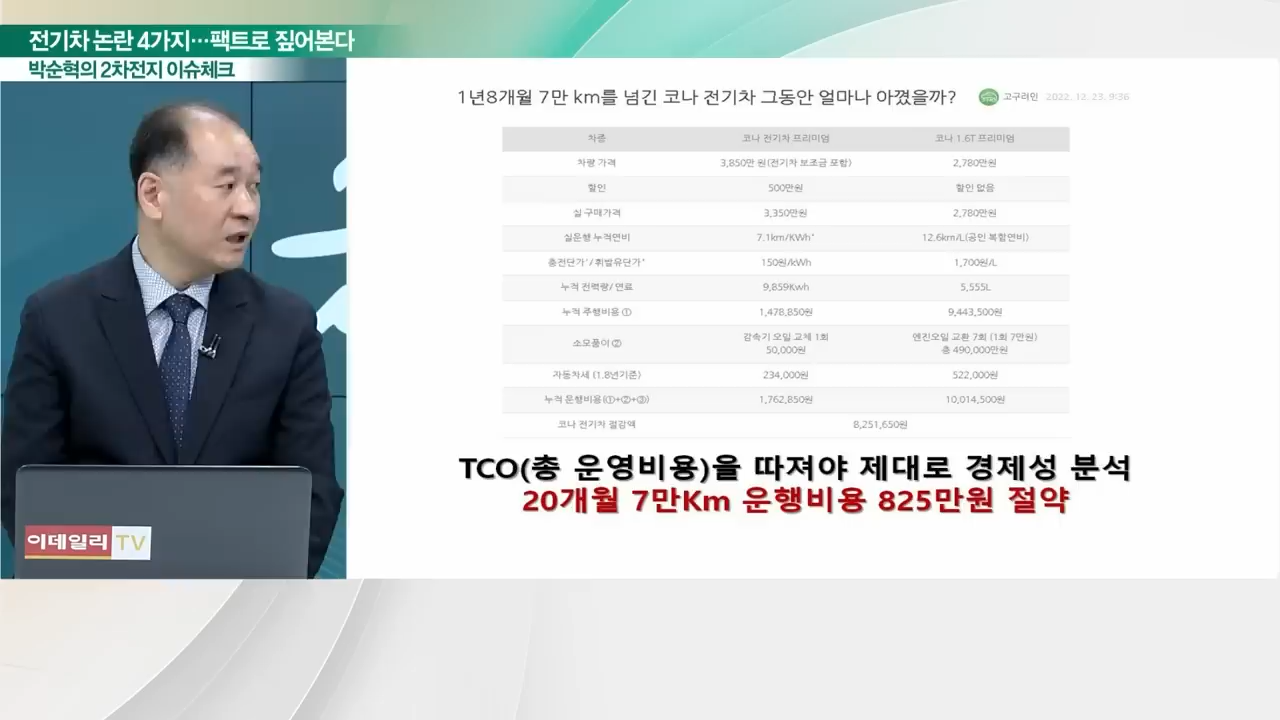 전기차 논란 4가지…팩트로 짚어본다
박순혁의 2차전지 이슈체크
1년8개월 7만 km를 넘긴 코나 전기차 그동안 얼마나 아꼈을까? 고구려민 2022. 12. 23. 9:36
차종 코나 전기차 프리미엄 코나 1.6T 프리미엄
차량 가격 3,850만 원(전기차 보조금 포함) 2,780만원
할인 500만원 할인 없음
실 구매가격 3,350만원 2,780만원
실운행 누적연비 7.1km/KWh* 12.6km/L(공인 복합연비)
충전단가*/휘발유단가* 150원/kWh 1,700원/L
누적 전력량/ 연료 9,859Kwh 5,555L
누적 주행비용 ① 1,478,850원 9,443,500원
소모품이 ② 감속기 오일 교체 1회 엔진오일 교환 7회 (1회 7만원)
50,000원 총 490,000만원
자동차세 (1.8년기준) 234,000원 522,000원
누적 운행비용(①+②+③) 1,762,850원 10,014,500원
코나 전기차 절감액 8,251,650원
TCO(총 운영비용)을 따져야 제대로 경제성 분석
20개월 7만Km 운행비용 825만원 절약
이데일리 TV